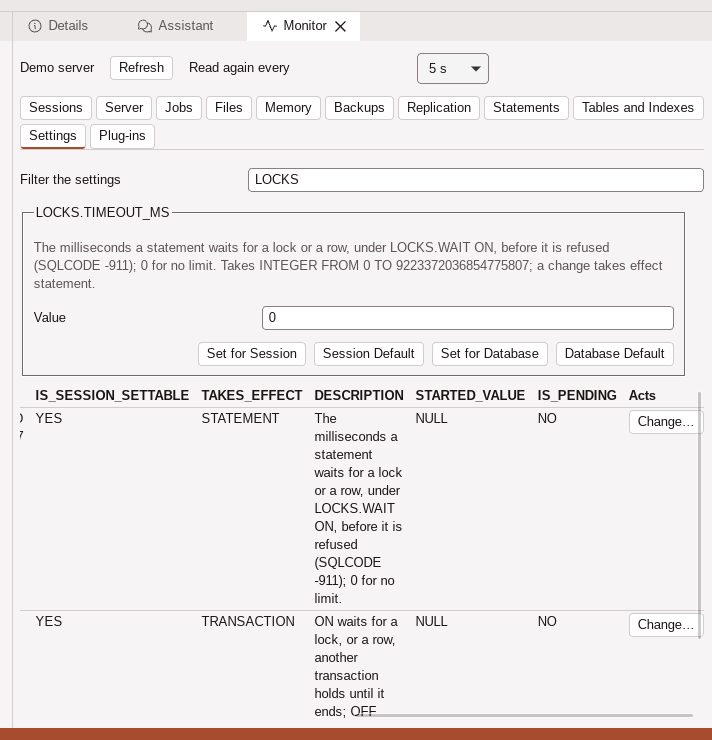 Details Assistant Monitor
Demo server Refresh Read again every 5 s
Sessions Server Jobs Files Memory Backups Replication Statements Tables and Indexes
Settings Plug-ins
Filter the settings LOCKS
LOCKS.TIMEOUT_MS
The milliseconds a statement waits for a lock or a row, under LOCKS.WAIT ON, before it is refused
(SQLCODE -911); 0 for no limit. Takes INTEGER FROM 0 TO 9223372036854775807; a change takes effect
statement.
Value 0
Set for Session Session Default Set for Database Database Default
IS_SESSION_SETTABLE TAKES_EFFECT DESCRIPTION STARTED_VALUE IS_PENDING Acts
YES STATEMENT The NULL NO Change...
7 milliseconds a
statement
waits for a lock
or a row, under
LOCKS.WAIT
ON, before it is
refused
(SQLCODE
-911); 0 for no
limit.
YES TRANSACTION ON waits for a NULL NO Change...
lock, or a row,
another
transaction
holds until it
ends; OFF